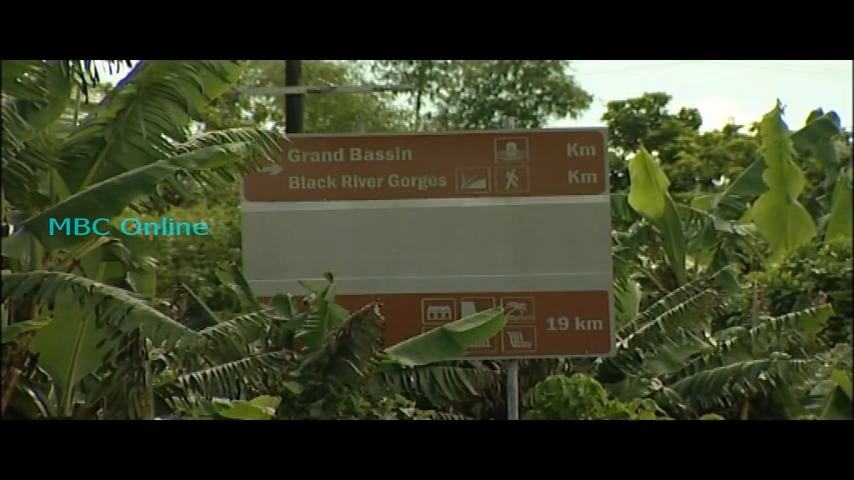 Grand Bassin Km
Black River Gorges Km
MBC Online
19 km